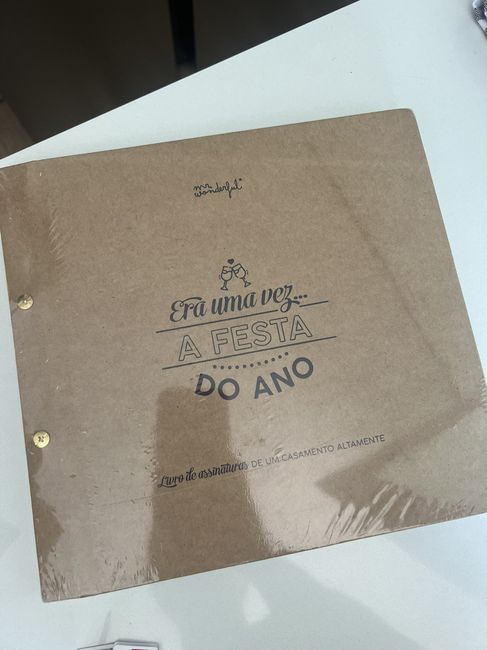 mr.
wonderful*
Era uma vez...
A FESTA
DO ANO
Livro de assinaturas DE UM CASAMENTO ALTAMENTE